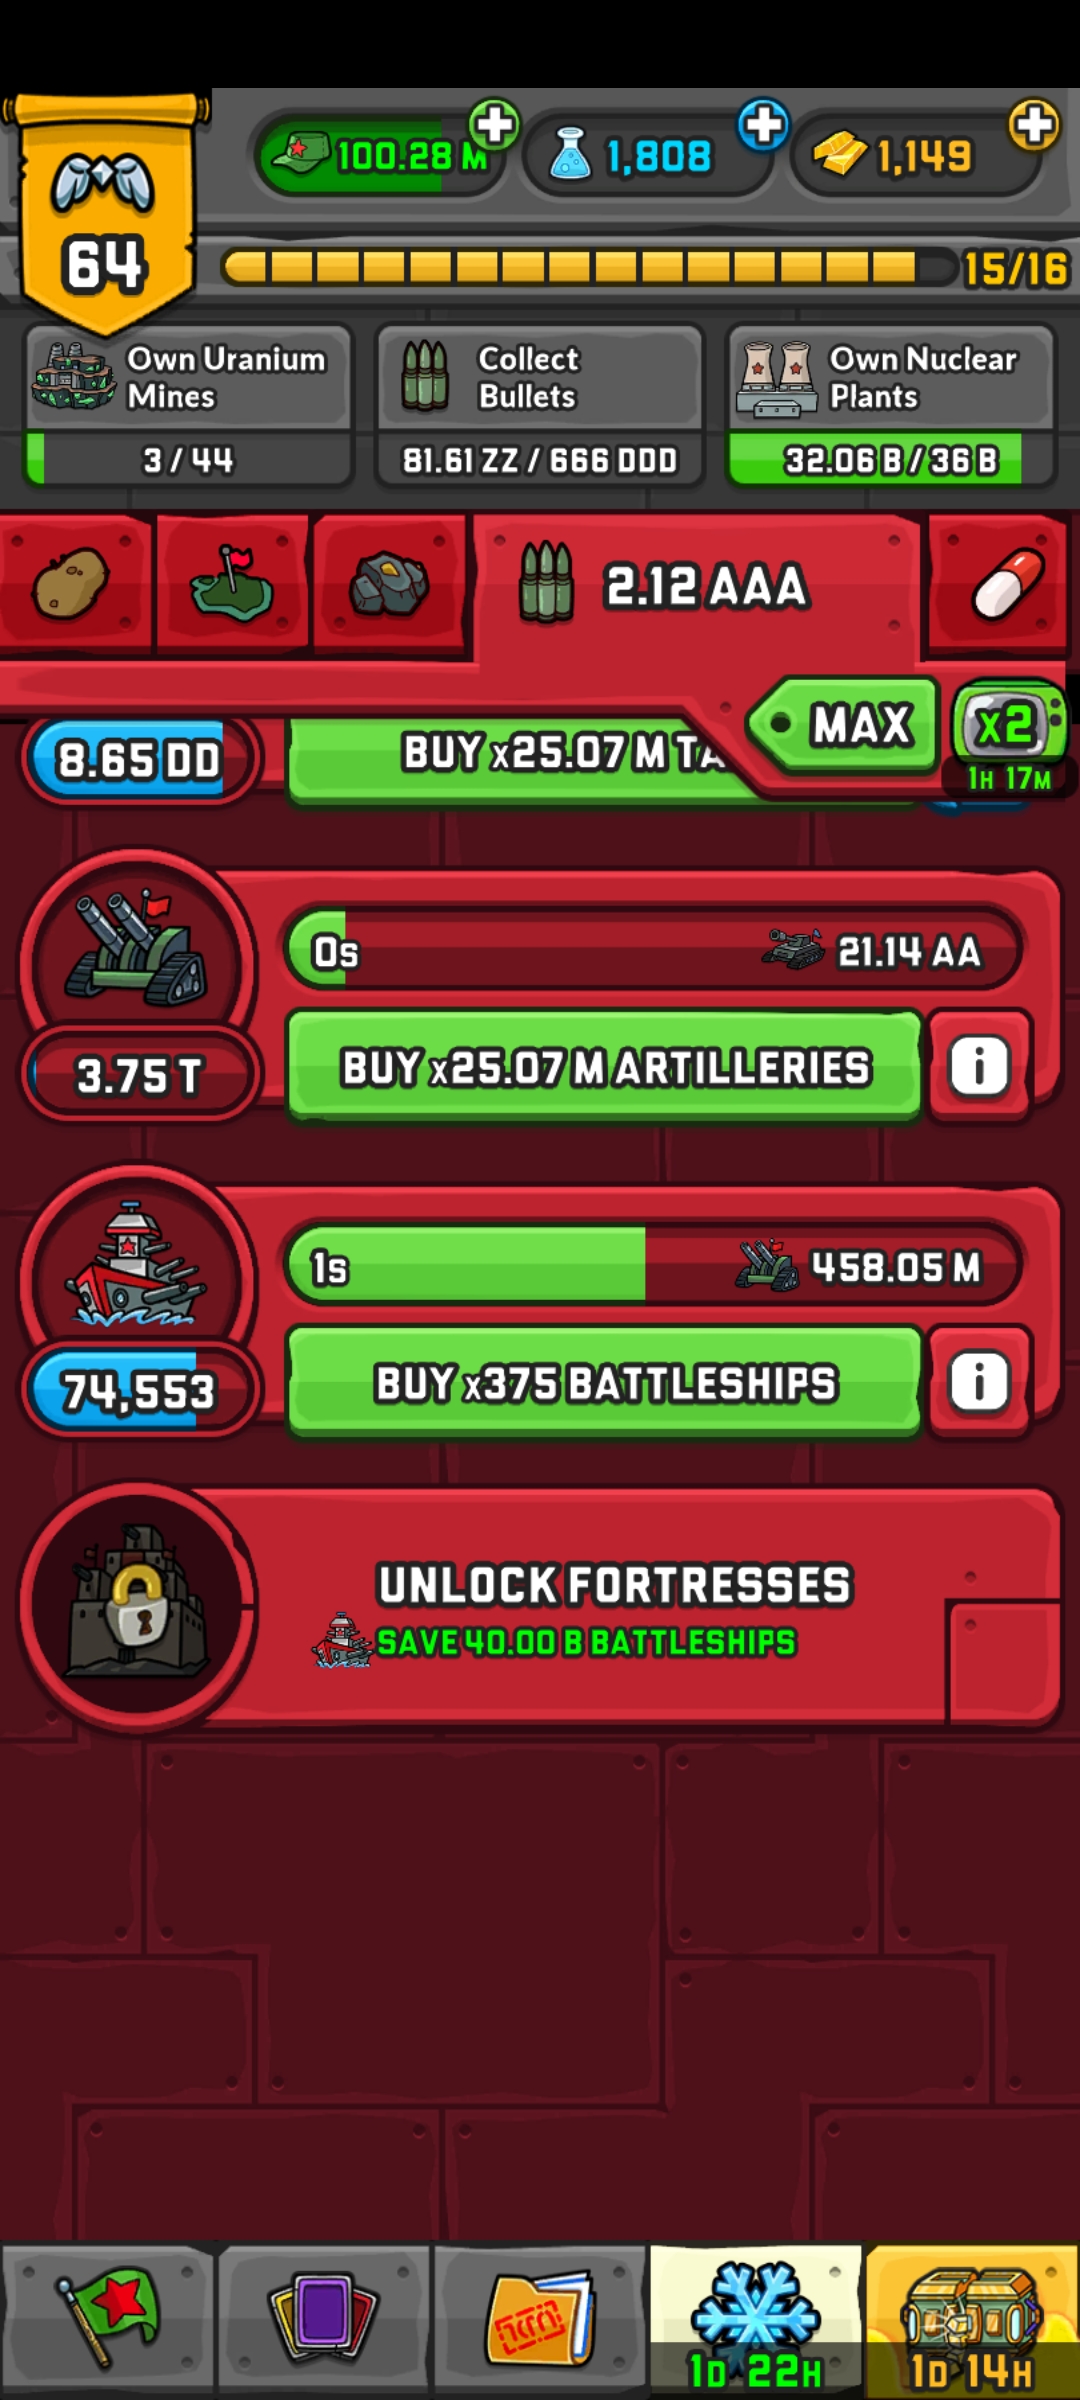 64
100.28 M
1,808
1,149
15/16
Own Uranium
Mines
3 / 44
Collect
Bullets
81.61 ZZ / 666 DDD
Own Nuclear
Plants
32.06 B / 36 B
2.12 AAA
MAX
x2
1H 17M
8.65 DD
BUY x25.07 M TA
0s
21.14 AA
3.75 T
BUY x25.07 M ARTILLERIES
i
1s
458.05 M
74,553
BUY x375 BATTLESHIPS
i
UNLOCK FORTRESSES
SAVE 40.00 B BATTLESHIPS
1D 22H
1D 14H